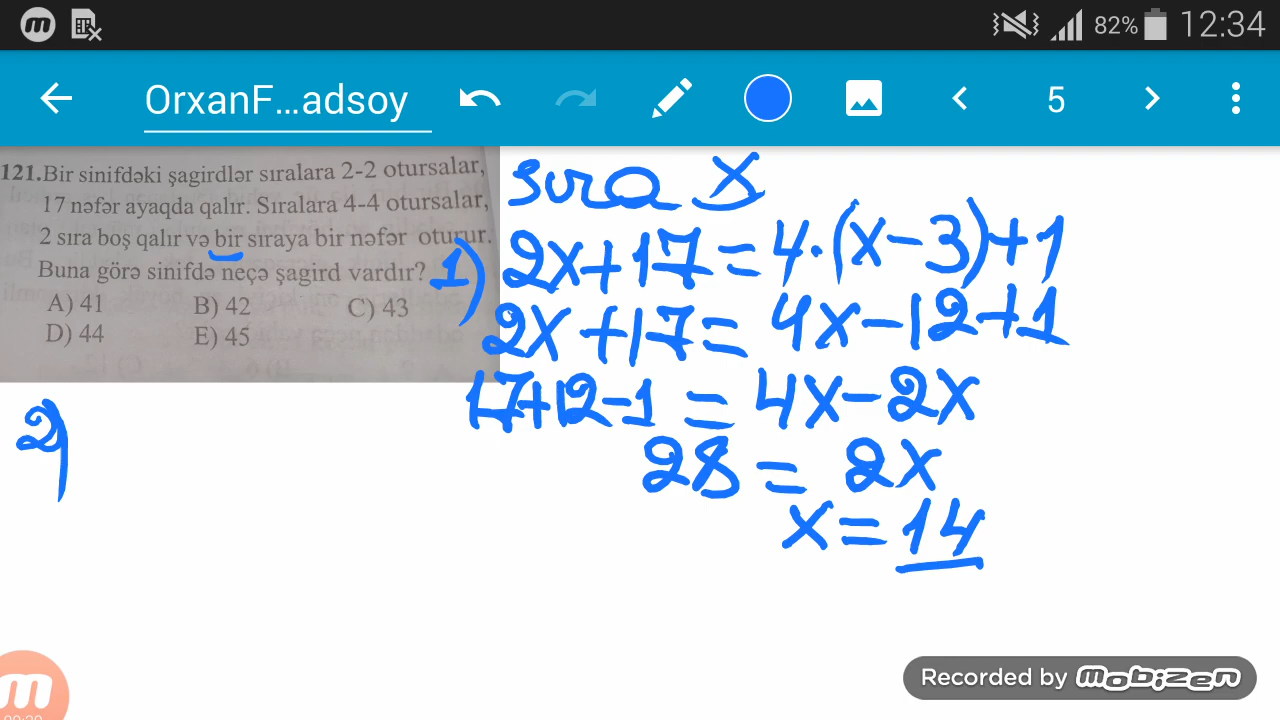 82% 12:34
OrxanF...adsoy 5
121.Bir sinifdəki şagirdlər sıralara 2-2 otursalar,
17 nəfər ayaqda qalır. Sıralara 4-4 otursalar,
2 sıra boş qalır və bir sıraya bir nəfər oturur.
Buna görə sinifdə neçə şagird vardır?
A) 41 B) 42 C) 43
D) 44 E) 45
sıra X
1) 2x+17=4·(x-3)+1
2x+17=4x-12+1
17+12-1=4x-2x
28=2x
x=14
2)
Recorded by mobizen